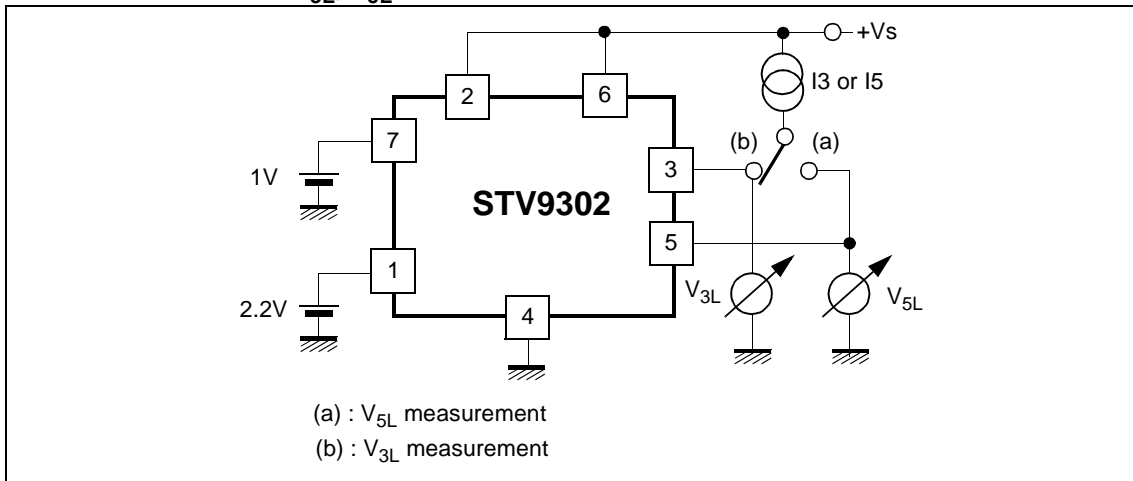 +Vs
I3 or I5
2
6
7
(b)
(a)
3
1V
STV9302
5
1
V3L
V5L
2.2V
4
(a) : V5L measurement
(b) : V3L measurement